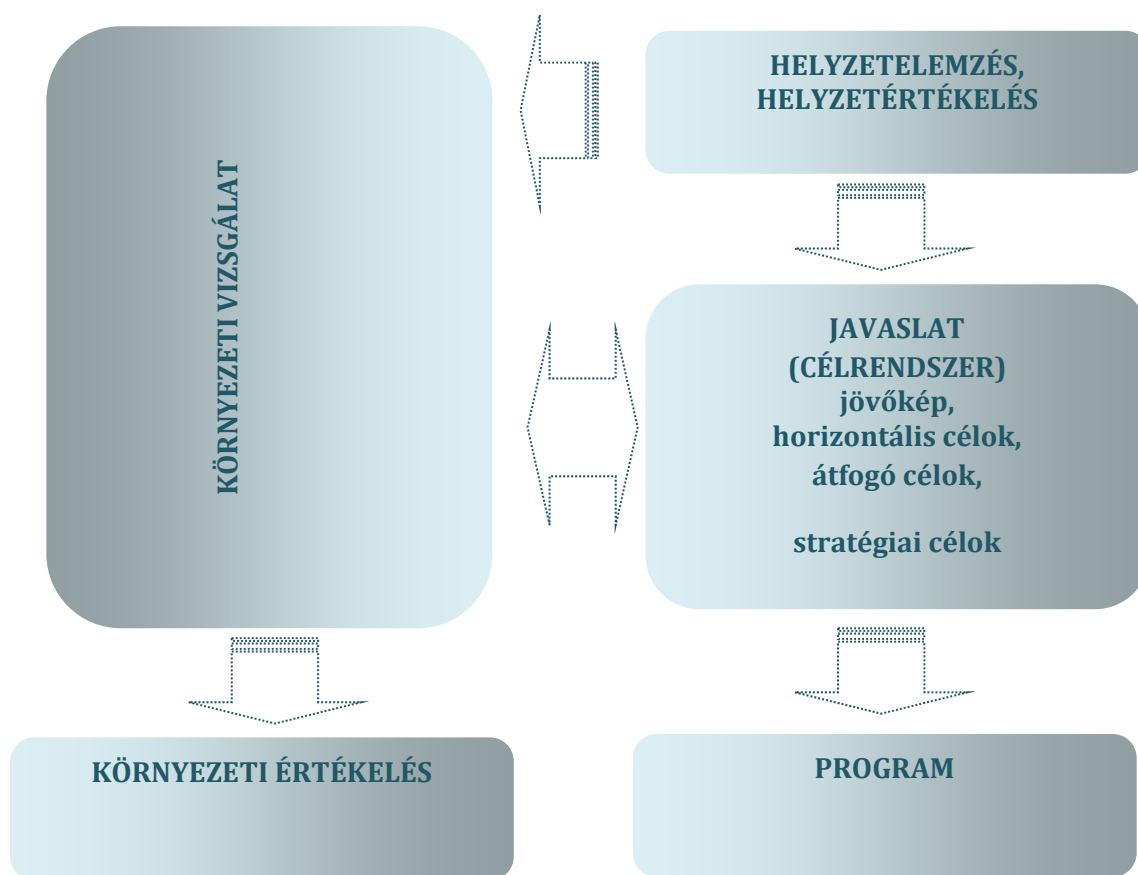 KÖRNYEZETI VIZSGÁLAT
HELYZETELEMZÉS,
HELYZETÉRTÉKELÉS
JAVASLAT
(CÉLRENDSZER)
jövőkép,
horizontális célok,
átfogó célok,
stratégiai célok
KÖRNYEZETI ÉRTÉKELÉS
PROGRAM